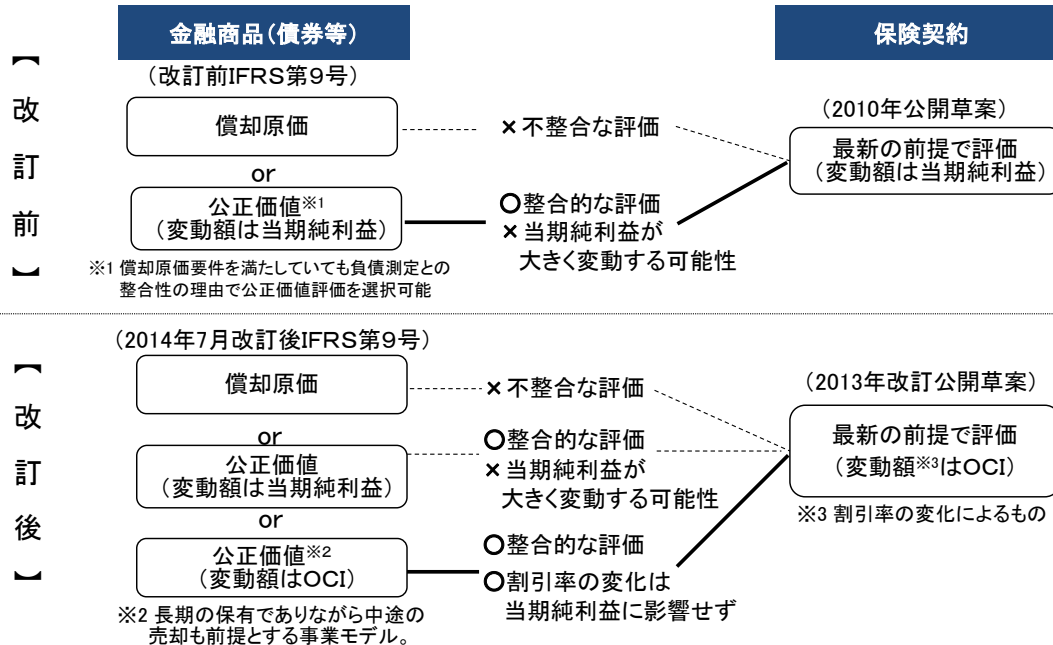 金融商品(債券等)
保険契約
【改訂前】
(改訂前IFRS第9号)
(2010年公開草案)
償却原価
×不整合な評価
最新の前提で評価
(変動額は当期純利益)
or
公正価値※1
(変動額は当期純利益)
○整合的な評価
×当期純利益が
大きく変動する可能性
※1 償却原価要件を満たしていても負債測定との
整合性の理由で公正価値評価を選択可能
【改訂後】
(2014年7月改訂後IFRS第9号)
(2013年改訂公開草案)
償却原価
×不整合な評価
最新の前提で評価
(変動額※3はOCI)
※3 割引率の変化によるもの
or
公正価値
(変動額は当期純利益)
○整合的な評価
×当期純利益が
大きく変動する可能性
or
公正価値※2
(変動額はOCI)
○整合的な評価
○割引率の変化は
当期純利益に影響せず
※2 長期の保有でありながら中途の
売却も前提とする事業モデル。